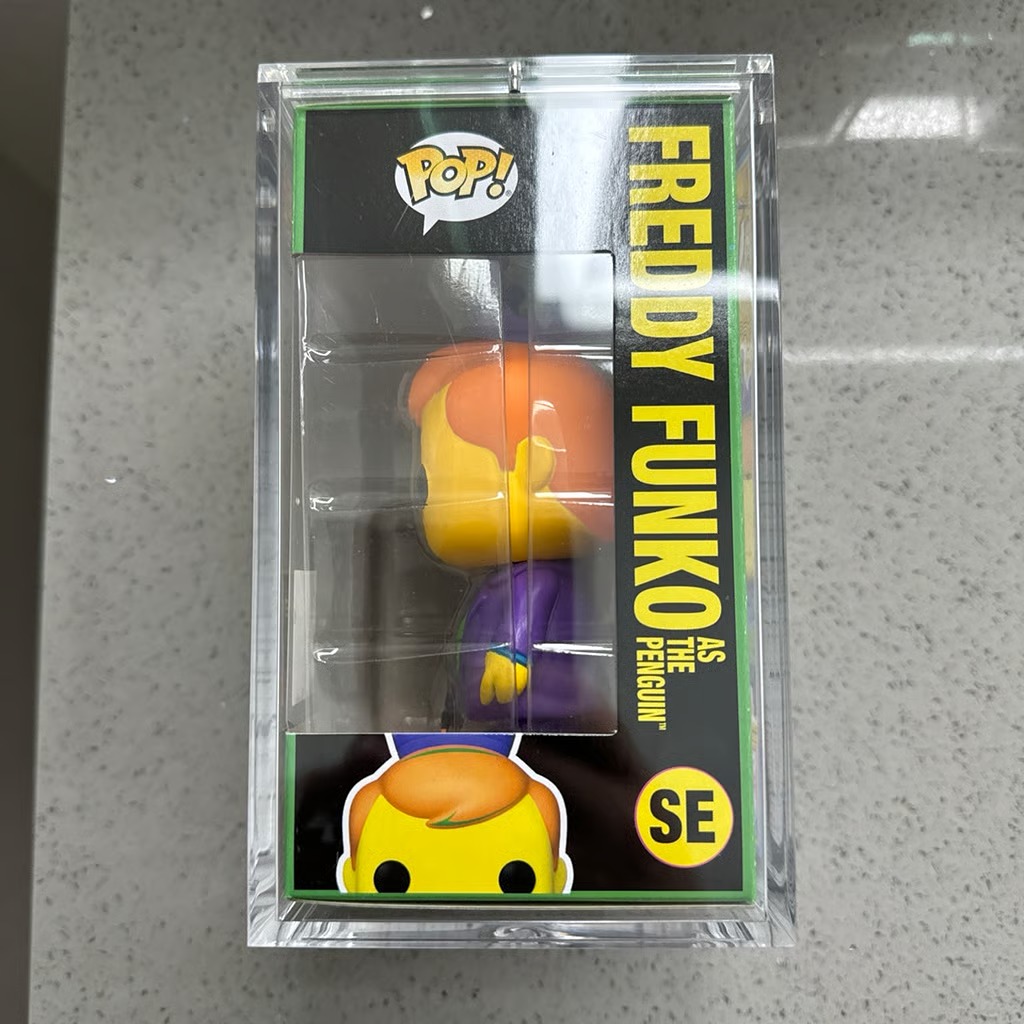 POP!
FREDDY FUNKO
AS
THE
PENGUIN™
SE